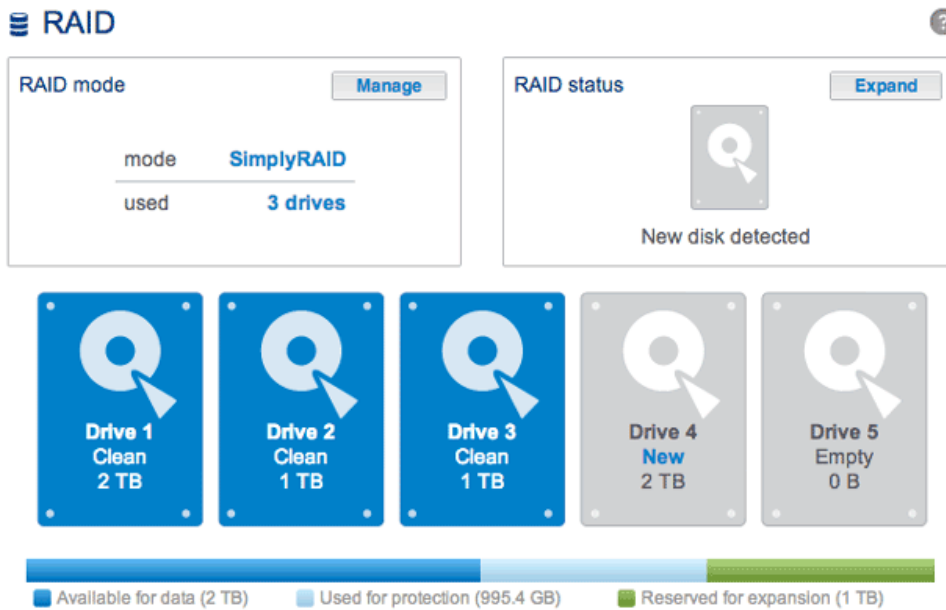 RAID
?
RAID mode
Manage
mode SimplyRAID
used 3 drives
RAID status
Expand
New disk detected
Drive 1
Clean
2 TB
Drive 2
Clean
1 TB
Drive 3
Clean
1 TB
Drive 4
New
2 TB
Drive 5
Empty
0 B
Available for data (2 TB)
Used for protection (995.4 GB)
Reserved for expansion (1 TB)